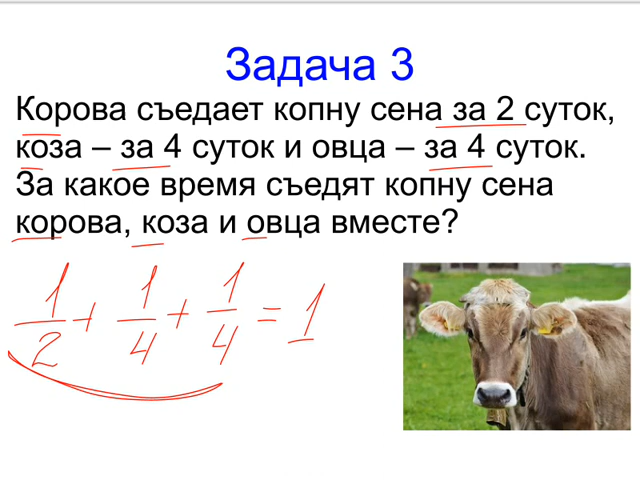 Задача 3
Корова съедает копну сена за 2 суток,
коза – за 4 суток и овца – за 4 суток.
За какое время съедят копну сена
корова, коза и овца вместе?
1/2 + 1/4 + 1/4 = 1